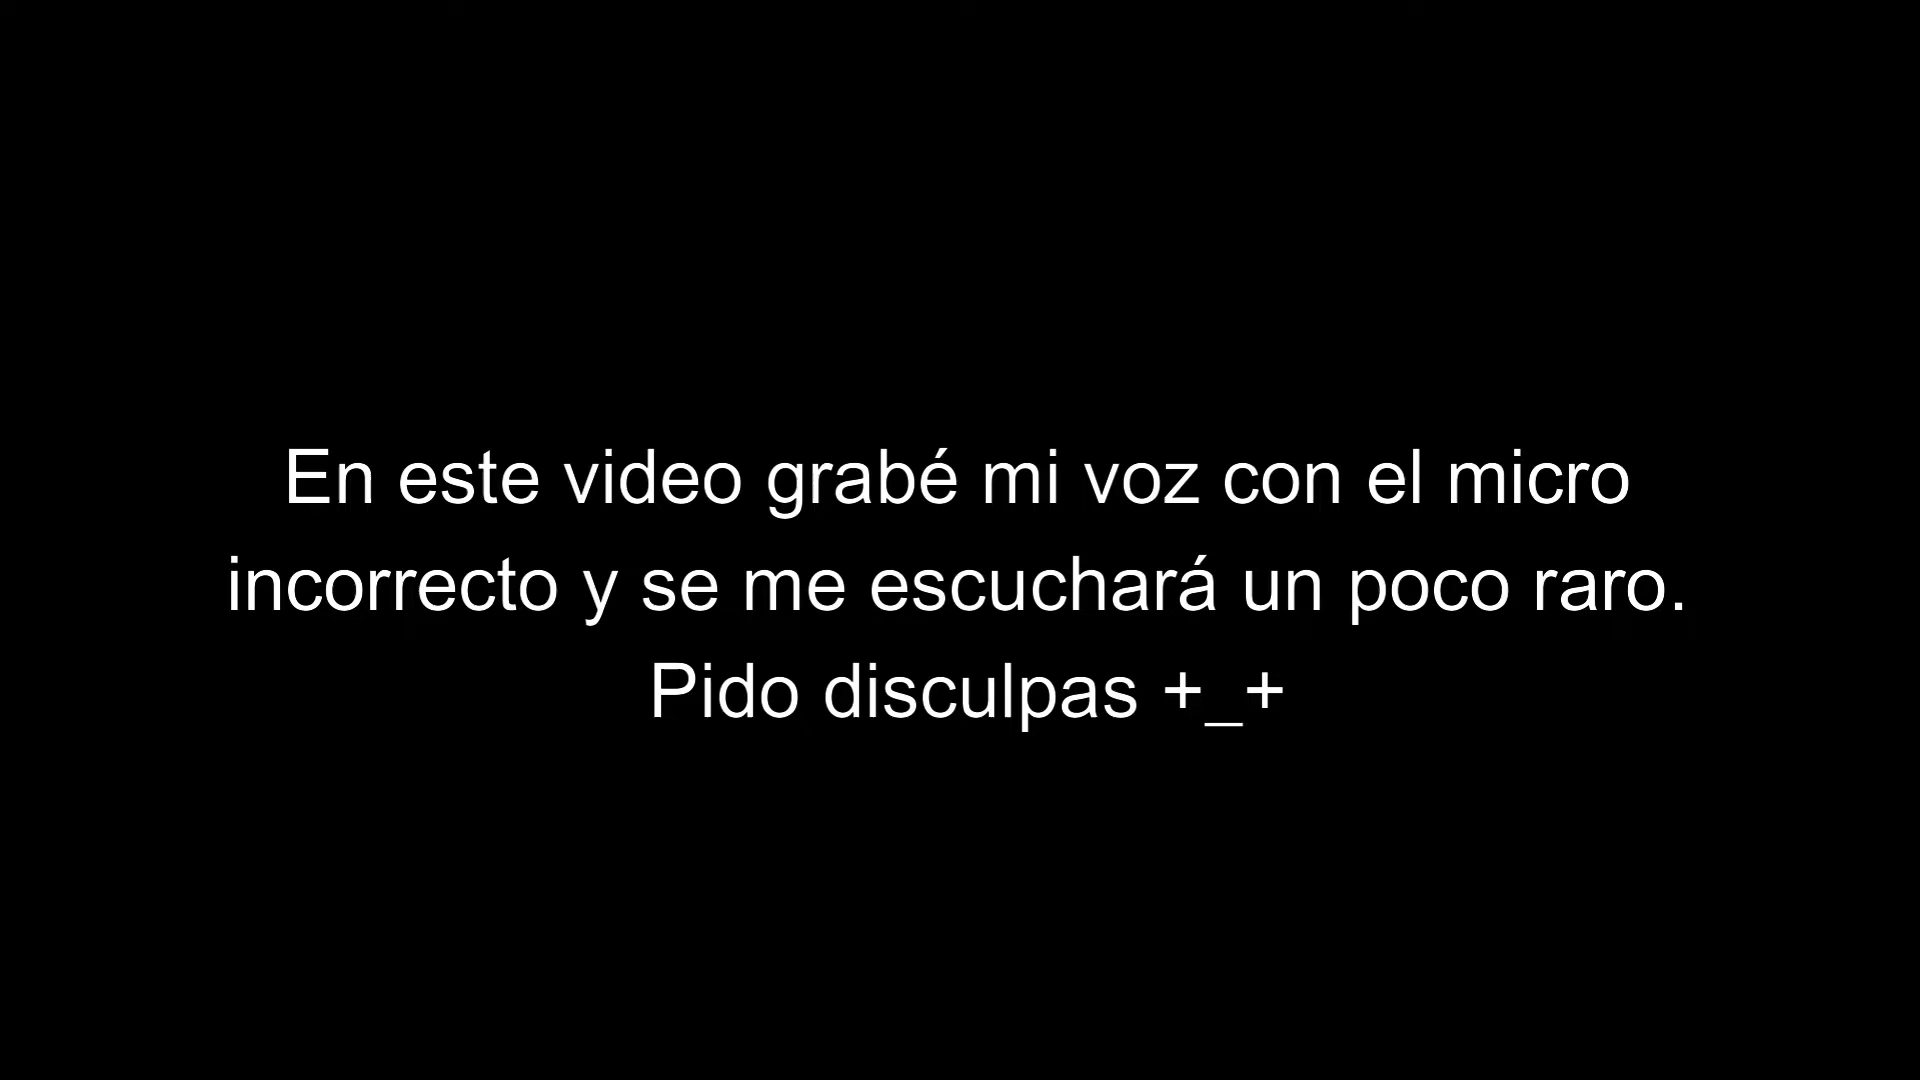 En este video grabé mi voz con el micro
incorrecto y se me escuchará un poco raro.
Pido disculpas +_+